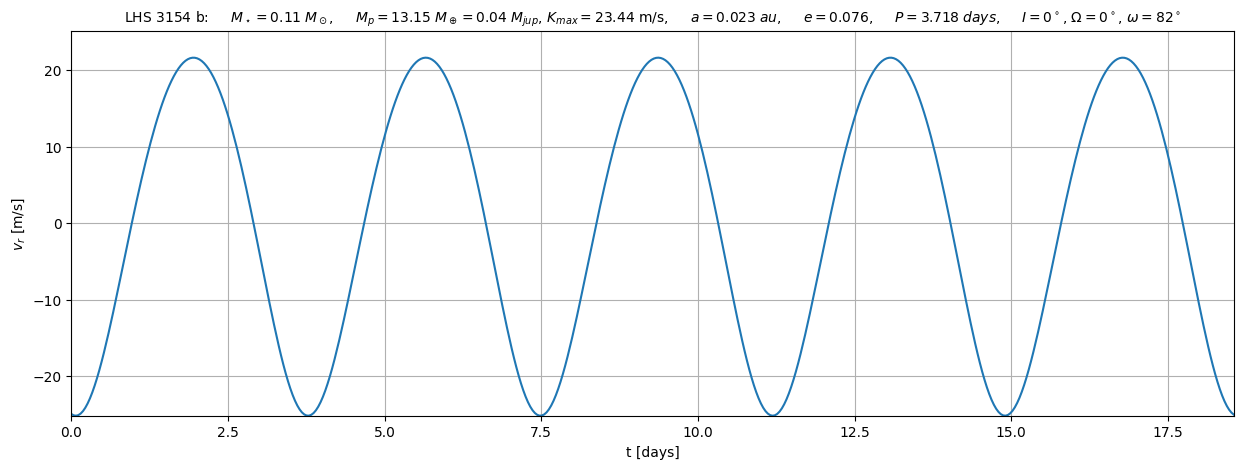 LHS 3154 b: M⋆ = 0.11 M⊙, Mp = 13.15 M⊕ = 0.04 Mjup, Kmax = 23.44 m/s, a = 0.023 au, e = 0.076, P = 3.718 days, I = 0°, Ω = 0°, ω = 82°
20
10
0
−10
−20
vr [m/s]
0.0 2.5 5.0 7.5 10.0 12.5 15.0 17.5
t [days]